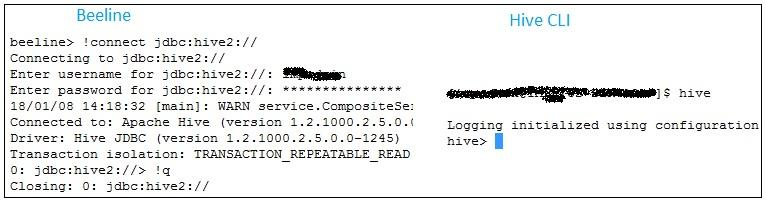 Beeline
beeline> !connect jdbc:hive2://
Connecting to jdbc:hive2://
Enter username for jdbc:hive2://:
Enter password for jdbc:hive2://: ***************
18/01/08 14:18:32 [main]: WARN service.CompositeSer
Connected to: Apache Hive (version 1.2.1000.2.5.0.
Driver: Hive JDBC (version 1.2.1000.2.5.0.0-1245)
Transaction isolation: TRANSACTION_REPEATABLE_READ
0: jdbc:hive2://> !q
Closing: 0: jdbc:hive2://
Hive CLI
]$ hive
Logging initialized using configuration
hive>